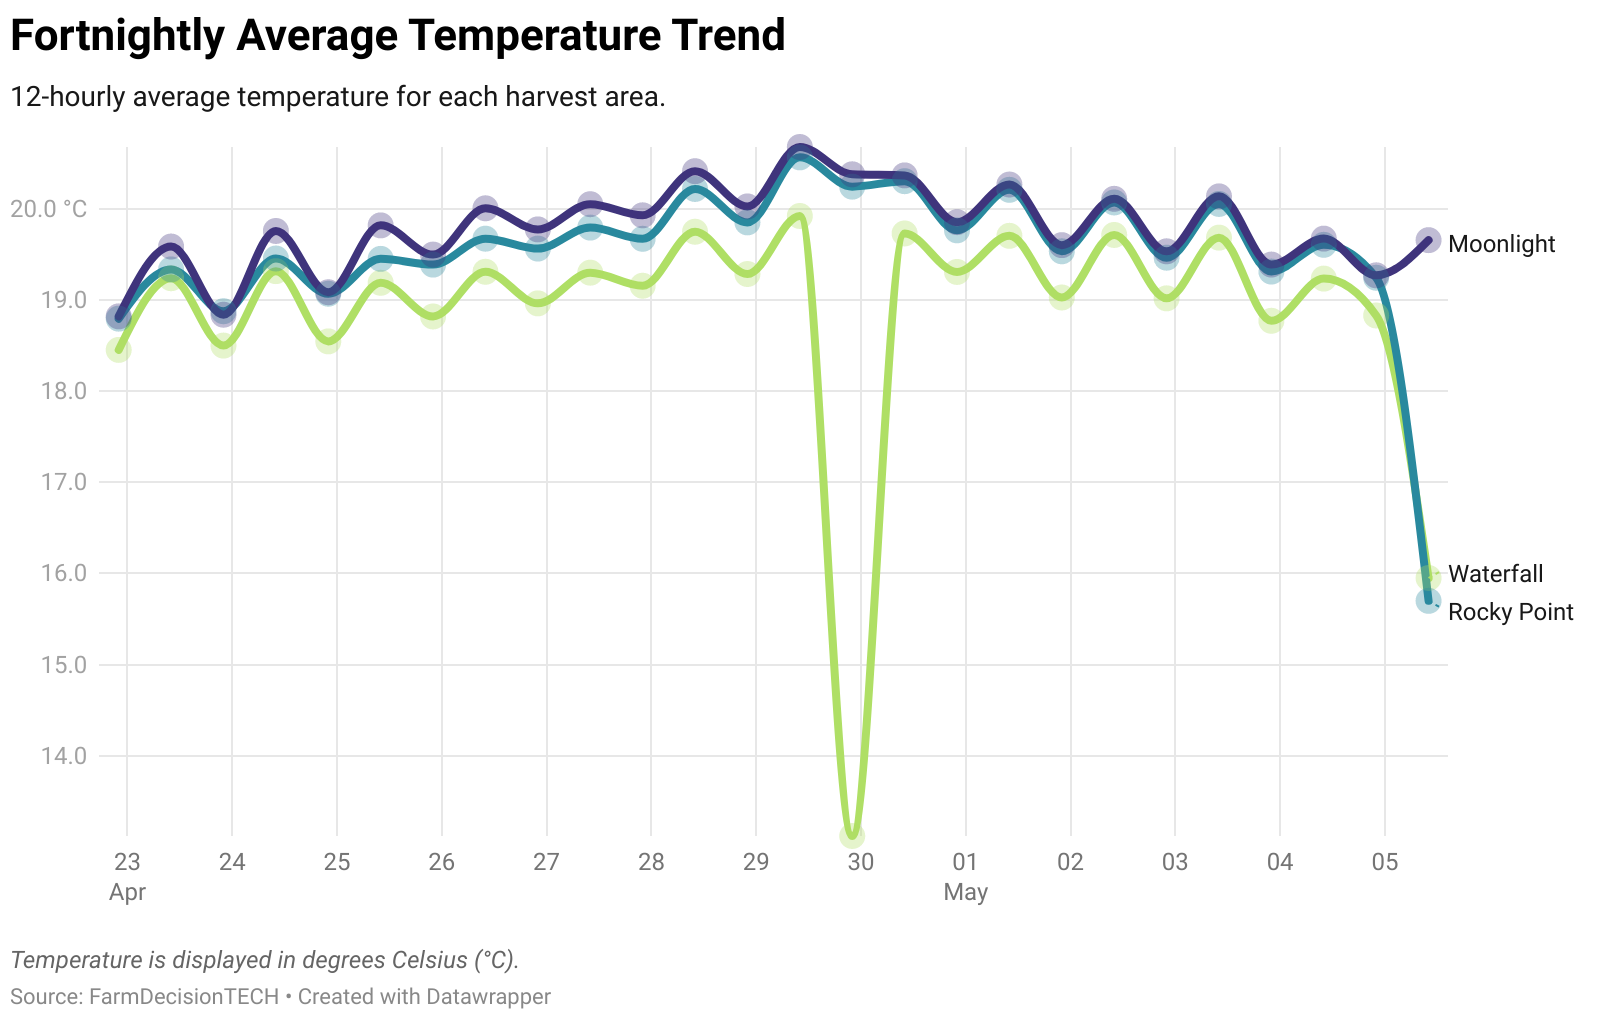 Fortnightly Average Temperature Trend
12-hourly average temperature for each harvest area.
20.0 °C
19.0
18.0
17.0
16.0
15.0
14.0
Moonlight
Waterfall
Rocky Point
23 24 25 26 27 28 29 30 01 02 03 04 05
Apr May
Temperature is displayed in degrees Celsius (°C).
Source: FarmDecisionTECH • Created with Datawrapper